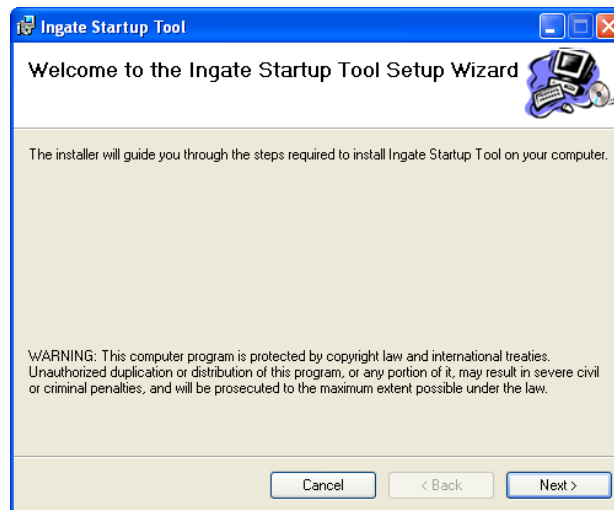 Ingate Startup Tool
Welcome to the Ingate Startup Tool Setup Wizard
The installer will guide you through the steps required to install Ingate Startup Tool on your computer.
WARNING: This computer program is protected by copyright law and international treaties.
Unauthorized duplication or distribution of this program, or any portion of it, may result in severe civil
or criminal penalties, and will be prosecuted to the maximum extent possible under the law.
Cancel
< Back
Next >